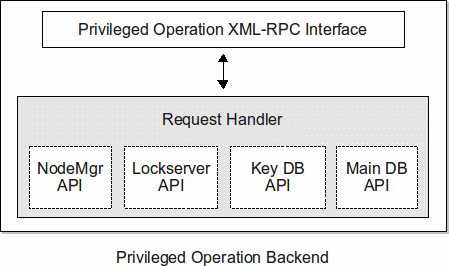 Privileged Operation XML-RPC Interface
Request Handler
NodeMgr
API
Lockserver
API
Key DB
API
Main DB
API
Privileged Operation Backend